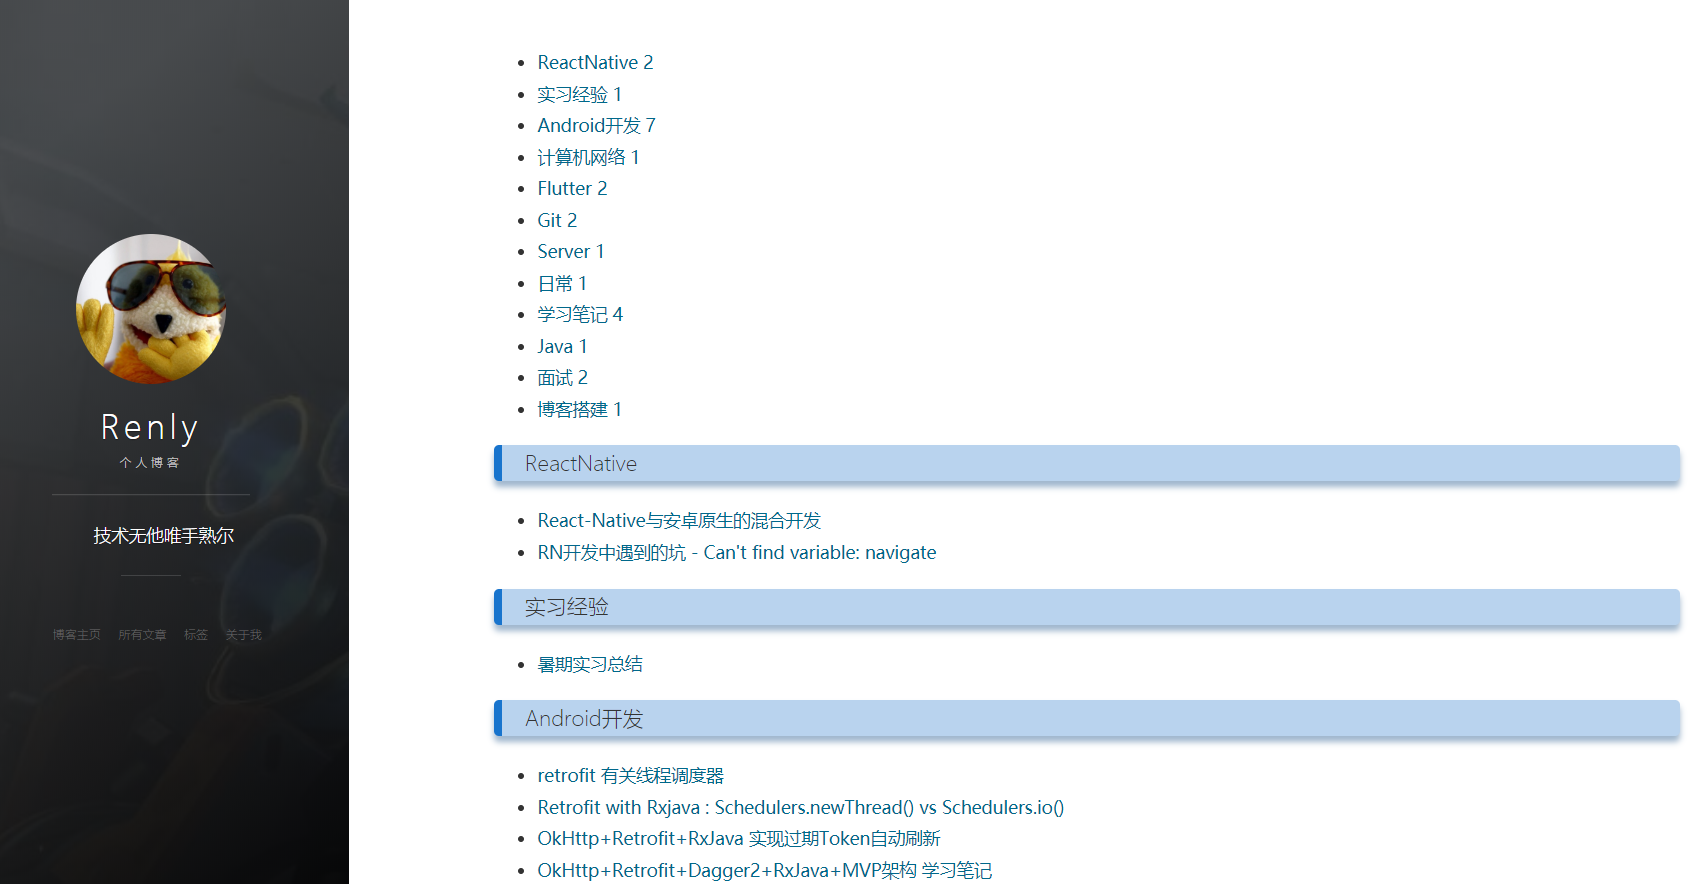 Renly
个人博客
技术无他唯手熟尔
博客主页 所有文章 标签 关于我
ReactNative 2
实习经验 1
Android开发 7
计算机网络 1
Flutter 2
Git 2
Server 1
日常 1
学习笔记 4
Java 1
面试 2
博客搭建 1
ReactNative
React-Native与安卓原生的混合开发
RN开发中遇到的坑 - Can't find variable: navigate
实习经验
暑期实习总结
Android开发
retrofit 有关线程调度器
Retrofit with Rxjava : Schedulers.newThread() vs Schedulers.io()
OkHttp+Retrofit+RxJava 实现过期Token自动刷新
OkHttp+Retrofit+Dagger2+RxJava+MVP架构 学习笔记